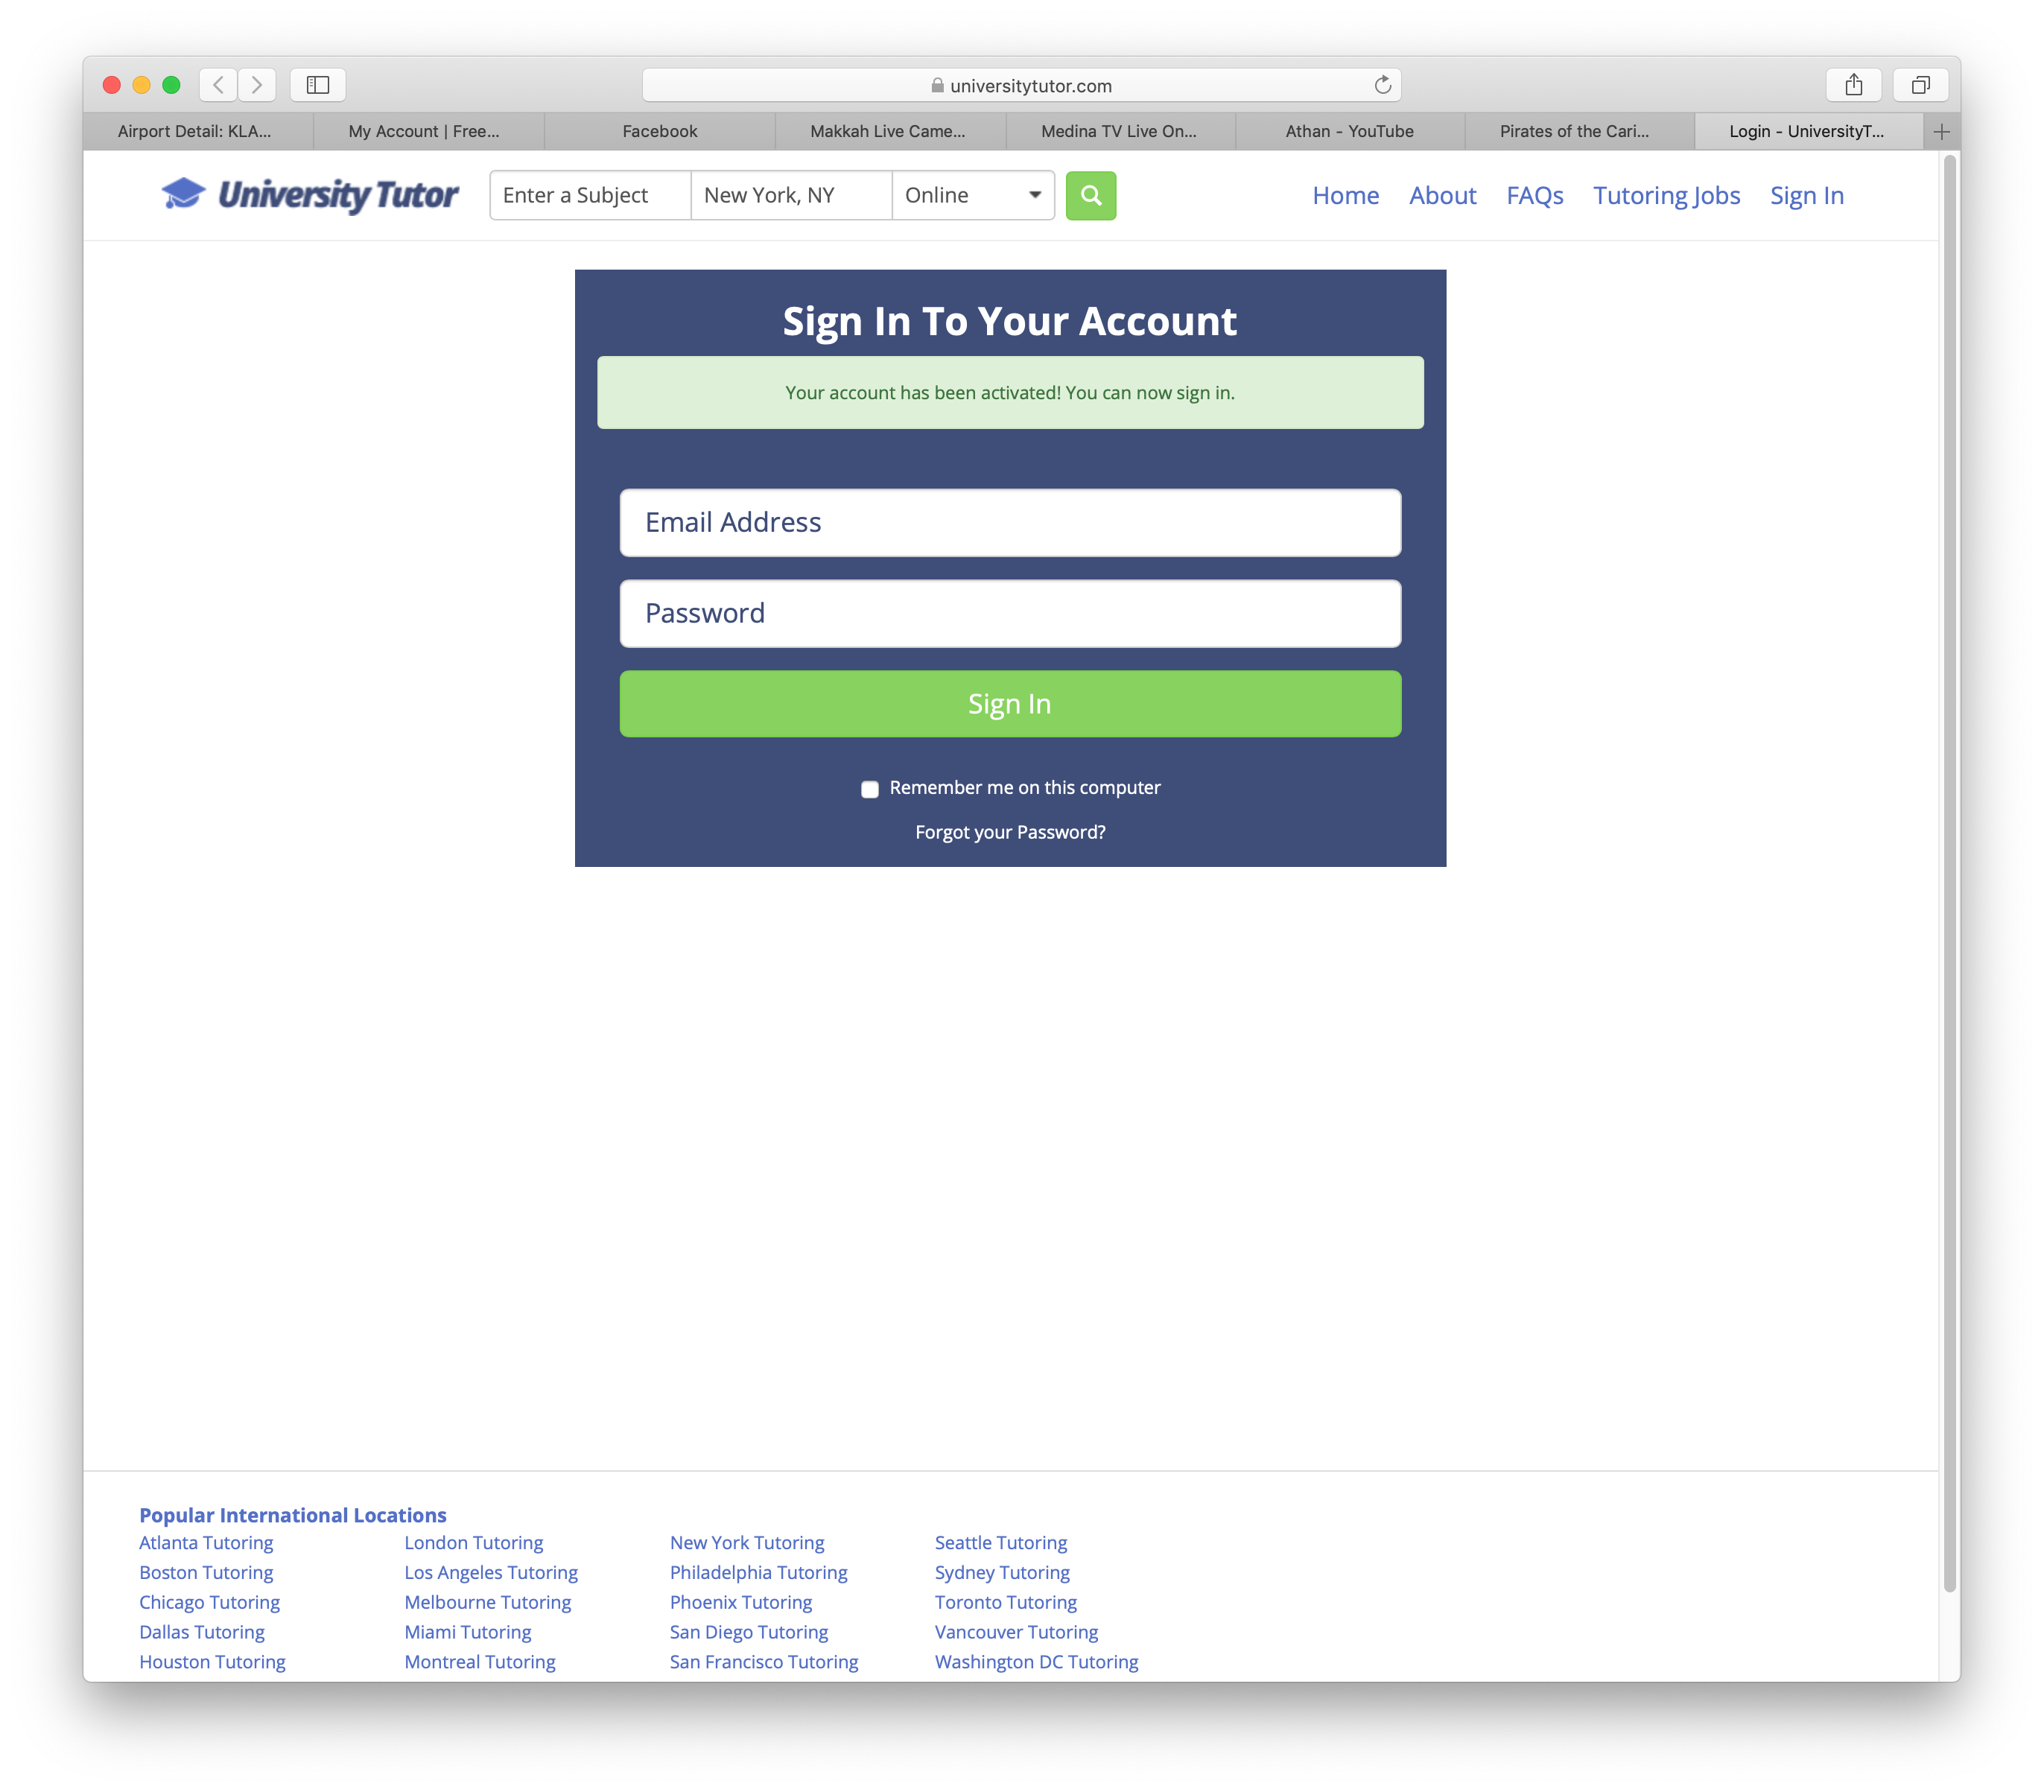 universitytutor.com
Airport Detail: KLA... My Account | Free... Facebook Makkah Live Came... Medina TV Live On... Athan - YouTube Pirates of the Cari... Login - UniversityT...
University Tutor Enter a Subject New York, NY Online Home About FAQs Tutoring Jobs Sign In
Sign In To Your Account
Your account has been activated! You can now sign in.
Email Address
Password
Sign In
Remember me on this computer
Forgot your Password?
Popular International Locations
Atlanta Tutoring London Tutoring New York Tutoring Seattle Tutoring
Boston Tutoring Los Angeles Tutoring Philadelphia Tutoring Sydney Tutoring
Chicago Tutoring Melbourne Tutoring Phoenix Tutoring Toronto Tutoring
Dallas Tutoring Miami Tutoring San Diego Tutoring Vancouver Tutoring
Houston Tutoring Montreal Tutoring San Francisco Tutoring Washington DC Tutoring